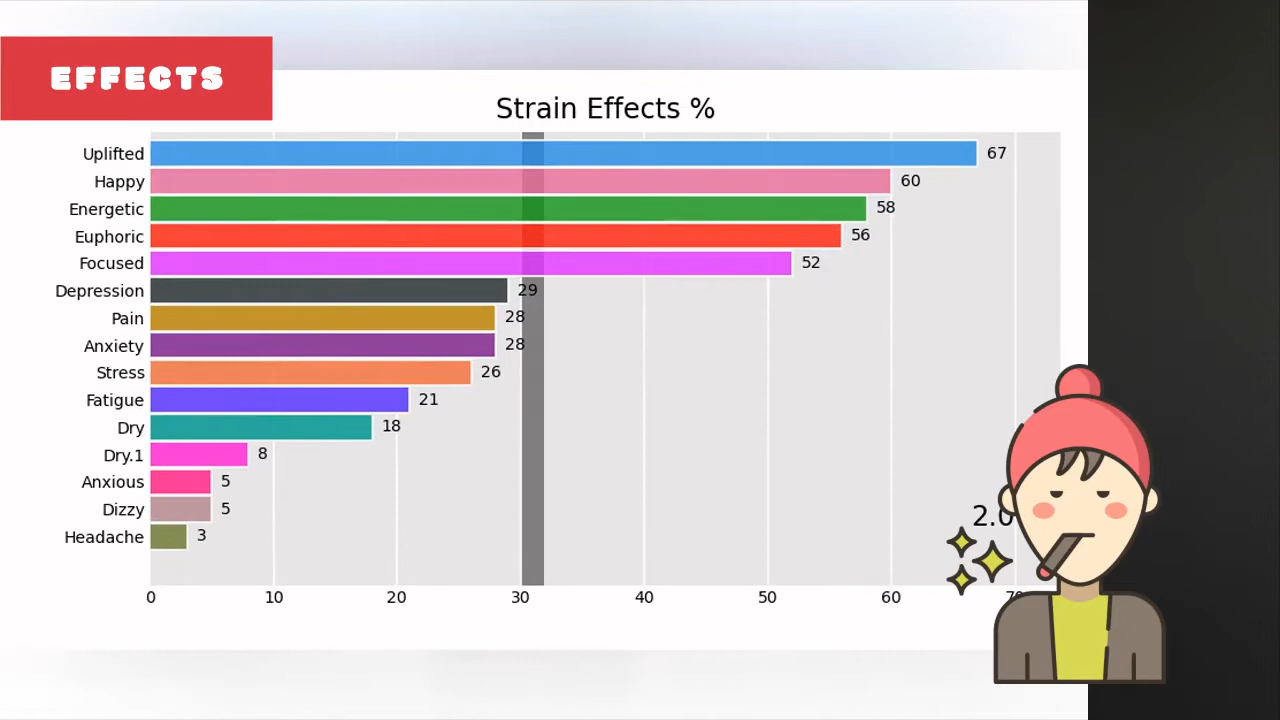 EFFECTS
Strain Effects %
Uplifted 67
Happy 60
Energetic 58
Euphoric 56
Focused 52
Depression 29
Pain 28
Anxiety 28
Stress 26
Fatigue 21
Dry 18
Dry.1 8
Anxious 5
Dizzy 5
Headache 3
2.0
0 10 20 30 40 50 60